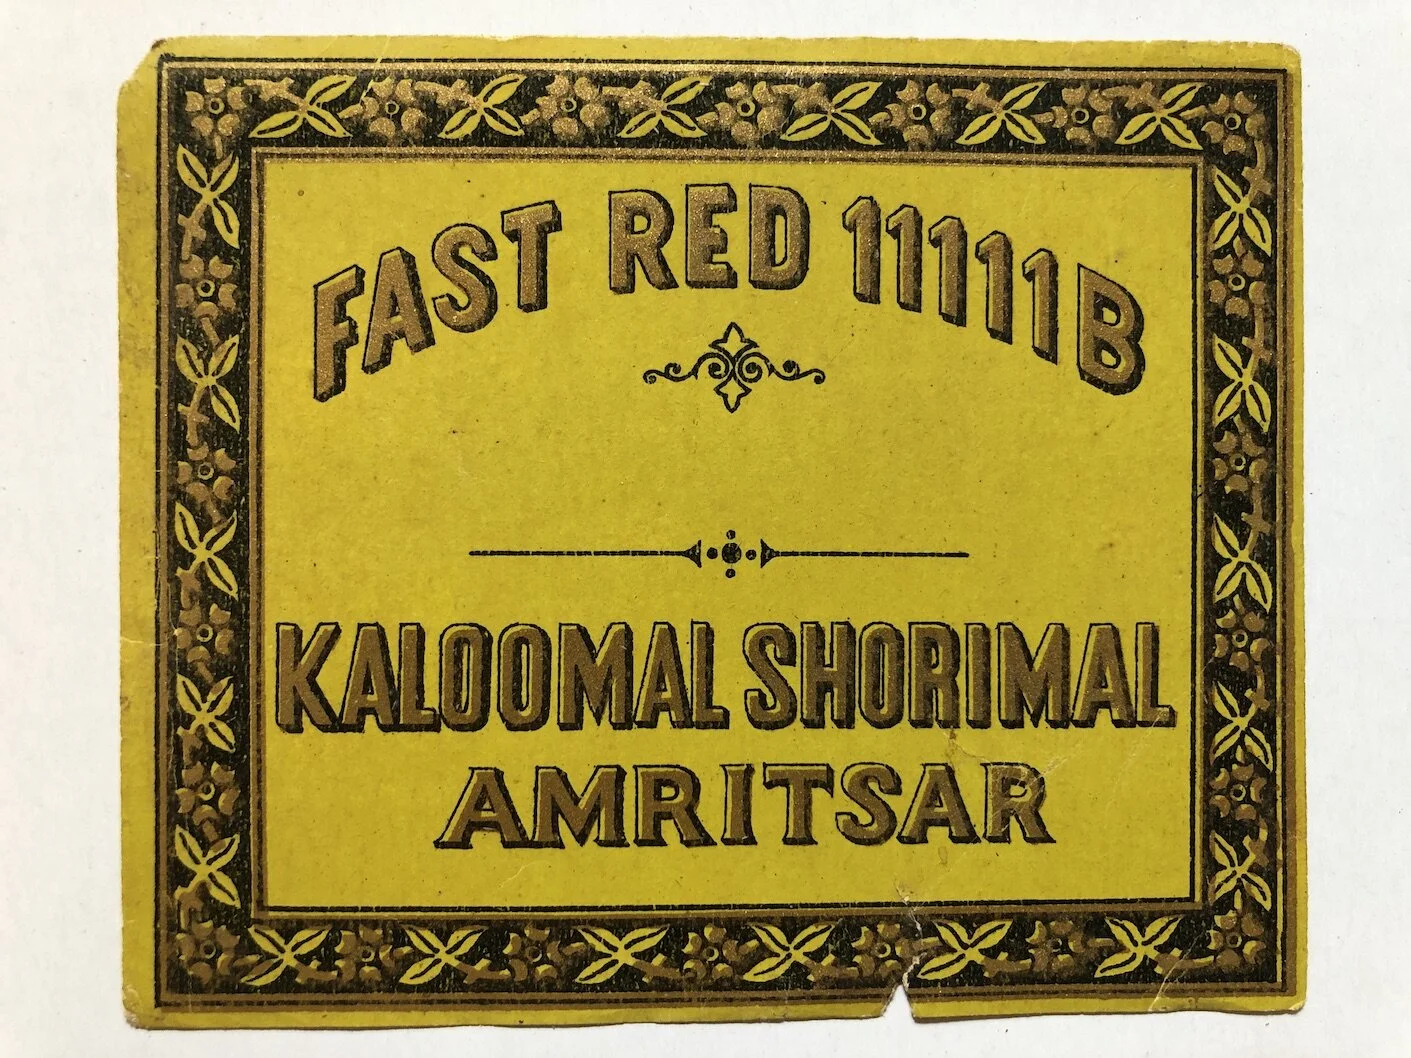 FAST RED 11111B
KALOOMAL SHORIMAL
AMRITSAR